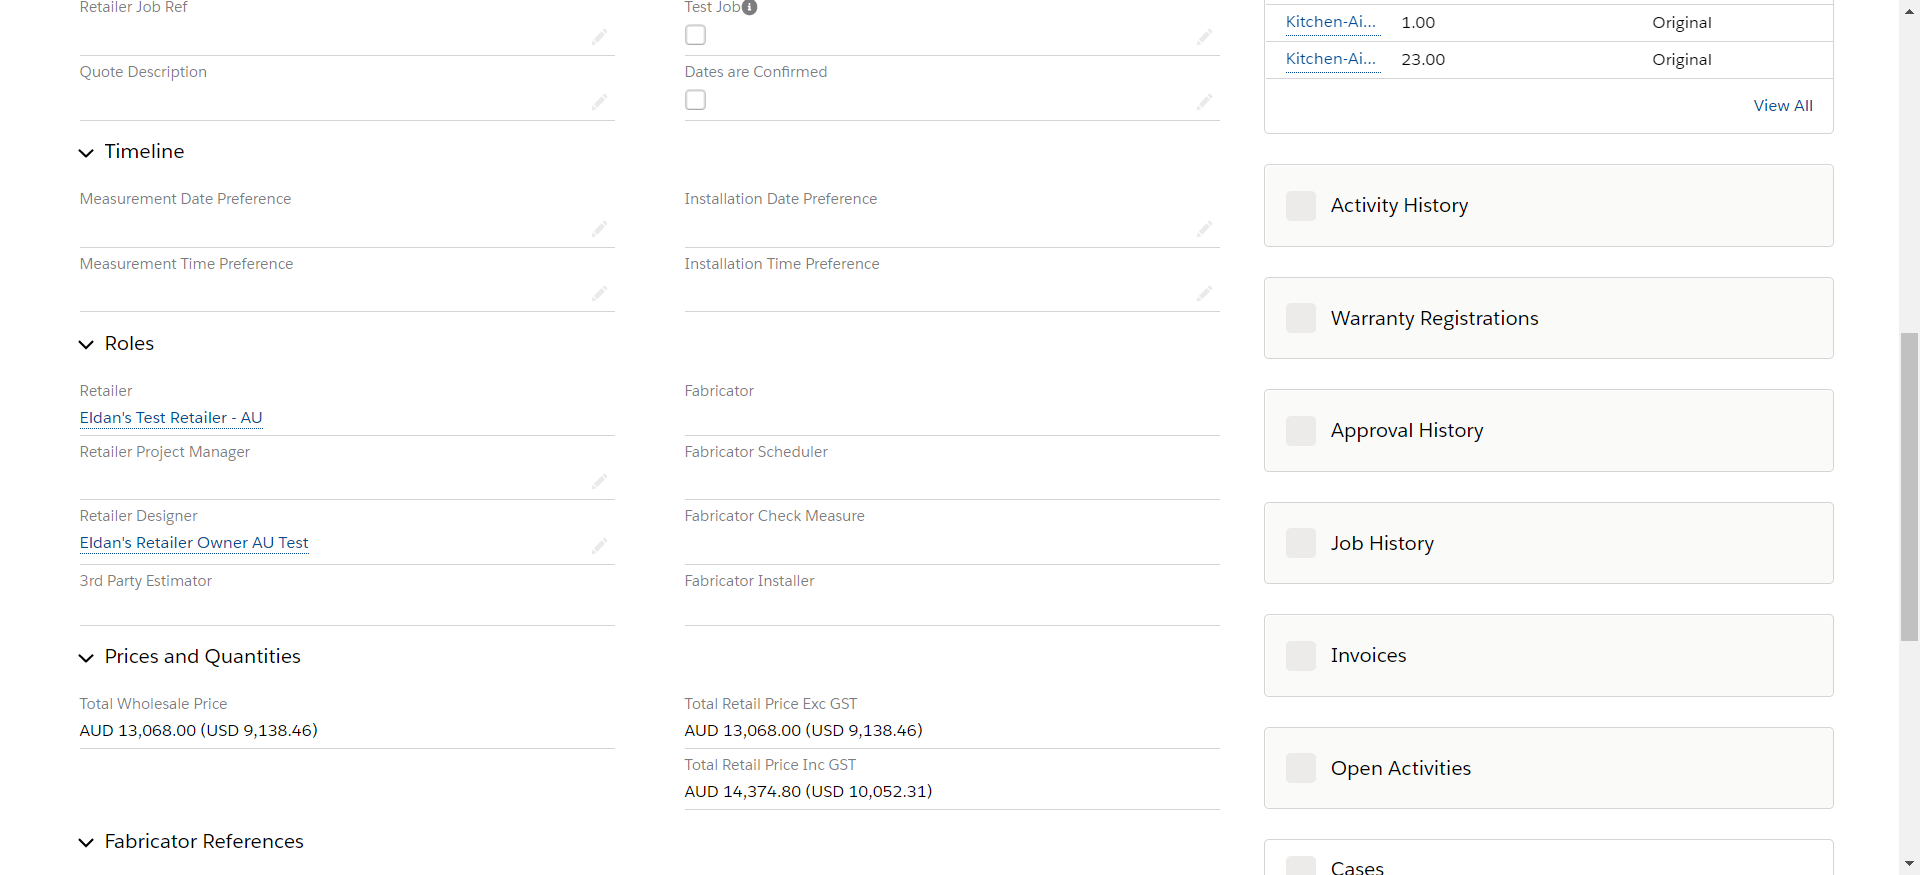 Retailer Job Ref
Test Job
Quote Description
Dates are Confirmed
Timeline
Measurement Date Preference
Installation Date Preference
Measurement Time Preference
Installation Time Preference
Roles
Retailer
Eldan's Test Retailer - AU
Fabricator
Retailer Project Manager
Fabricator Scheduler
Retailer Designer
Eldan's Retailer Owner AU Test
Fabricator Check Measure
3rd Party Estimator
Fabricator Installer
Prices and Quantities
Total Wholesale Price
AUD 13,068.00 (USD 9,138.46)
Total Retail Price Exc GST
AUD 13,068.00 (USD 9,138.46)
Total Retail Price Inc GST
AUD 14,374.80 (USD 10,052.31)
Fabricator References
Kitchen-Ai... 1.00 Original
Kitchen-Ai... 23.00 Original
View All
Activity History
Warranty Registrations
Approval History
Job History
Invoices
Open Activities
Cases